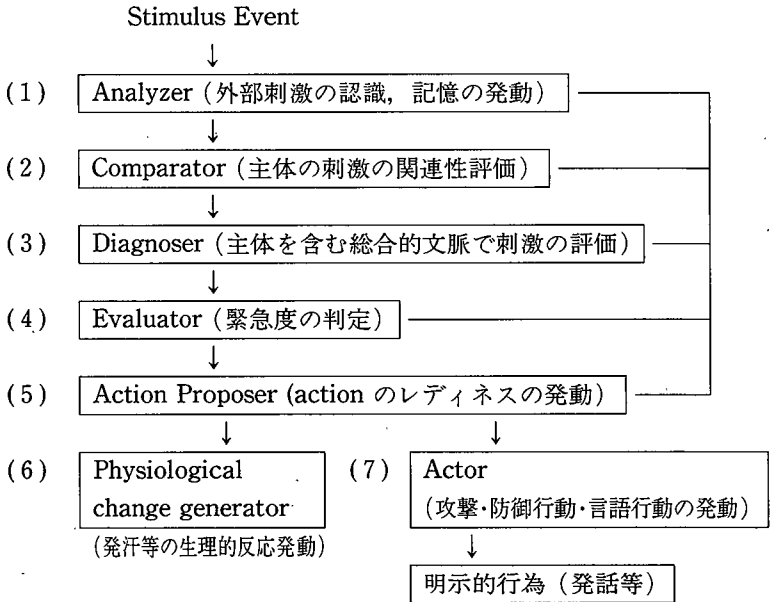 Stimulus Event
↓
(1) Analyzer (外部刺激の認識,記憶の発動)
↓
(2) Comparator (主体の刺激の関連性評価)
↓
(3) Diagnoser (主体を含む総合的文脈で刺激の評価)
↓
(4) Evaluator (緊急度の判定)
↓
(5) Action Proposer (action のレディネスの発動)
↓ ↓
(6) Physiological (7) Actor
change generator (攻撃・防御行動・言語行動の発動)
(発汗等の生理的反応発動) ↓
明示的行為 (発話等)